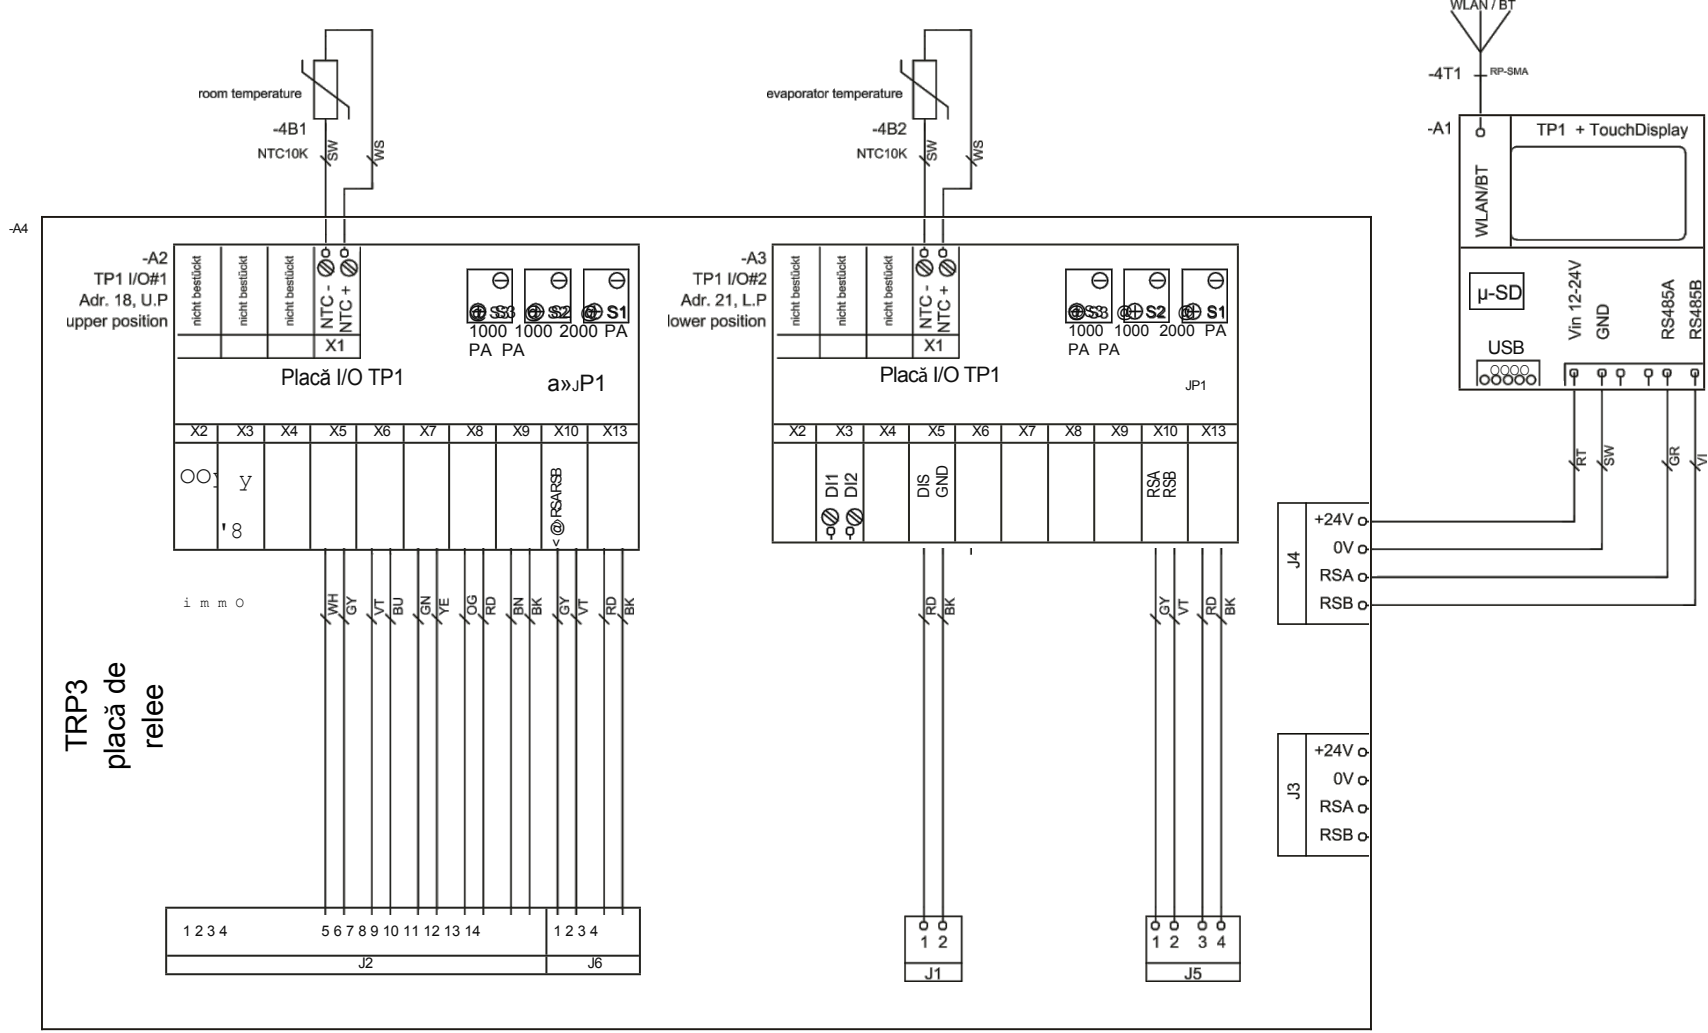 WLAN / BT
-4T1
RP-SMA
room temperature
-4B1
NTC10K
SW
WS
evaporator temperature
-4B2
NTC10K
SW
WS
-A1
TP1 + TouchDisplay
WLAN/BT
µ-SD
USB
Vin 12-24V
GND
RS485A
RS485B
RT
SW
GR
VI
-A4
-A2
TP1 I/O#1
Adr. 18, U.P
upper position
nicht bestückt
nicht bestückt
nicht bestückt
NTC -
NTC +
X1
S3
S2
S1
1000 1000 2000 PA
PA PA
Placă I/O TP1
a»JP1
X2 X3 X4 X5 X6 X7 X8 X9 X10 X13
y
'8
RSARSB
i m m O
WH
GY
VT
BU
GN
YE
OG
RD
BN
BK
GY
VT
RD
BK
-A3
TP1 I/O#2
Adr. 21, L.P
lower position
nicht bestückt
nicht bestückt
nicht bestückt
NTC -
NTC +
X1
S3
S2
S1
1000 1000 2000 PA
PA PA
Placă I/O TP1
JP1
X2 X3 X4 X5 X6 X7 X8 X9 X10 X13
DI1
DI2
DIS
GND
RSA
RSB
RD
BK
GY
VT
RD
BK
J4
+24V
0V
RSA
RSB
J3
+24V
0V
RSA
RSB
TRP3
placă de
relee
1 2 3 4
5 6 7 8 9 10 11 12 13 14
1 2 3 4
J2
J6
1 2
J1
1 2 3 4
J5